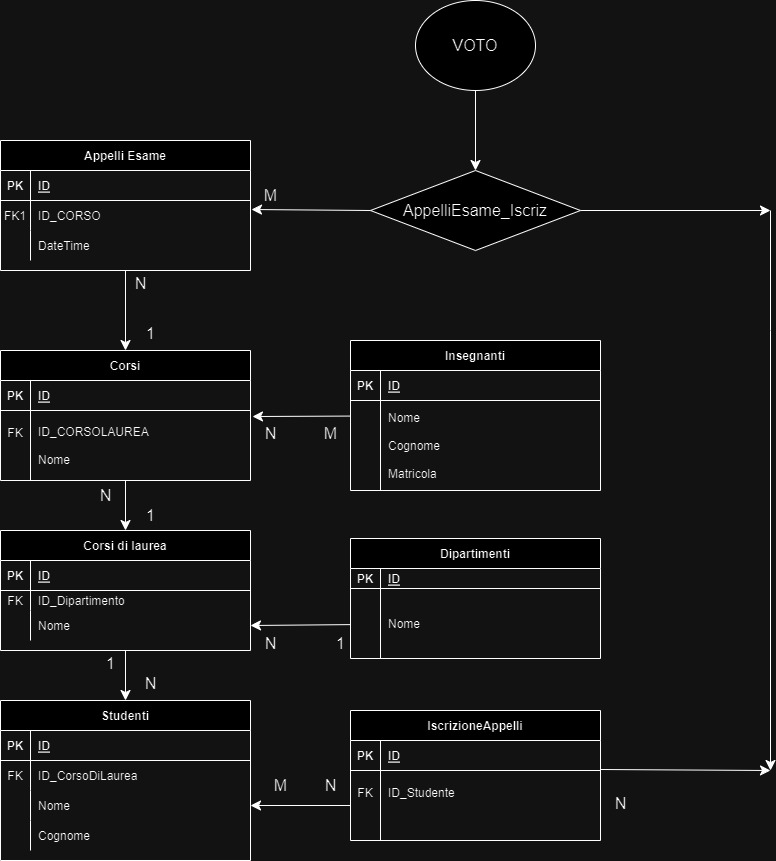 VOTO
AppelliEsame_Iscriz
M
Appelli Esame
PK ID
FK1 ID_CORSO
DateTime
N
1
Corsi
PK ID
FK ID_CORSOLAUREA
Nome
N M
Insegnanti
PK ID
Nome
Cognome
Matricola
N
1
Corsi di laurea
PK ID
FK ID_Dipartimento
Nome
N 1
Dipartimenti
PK ID
Nome
1
N
Studenti
PK ID
FK ID_CorsoDiLaurea
Nome
Cognome
M N
IscrizioneAppelli
PK ID
FK ID_Studente
N